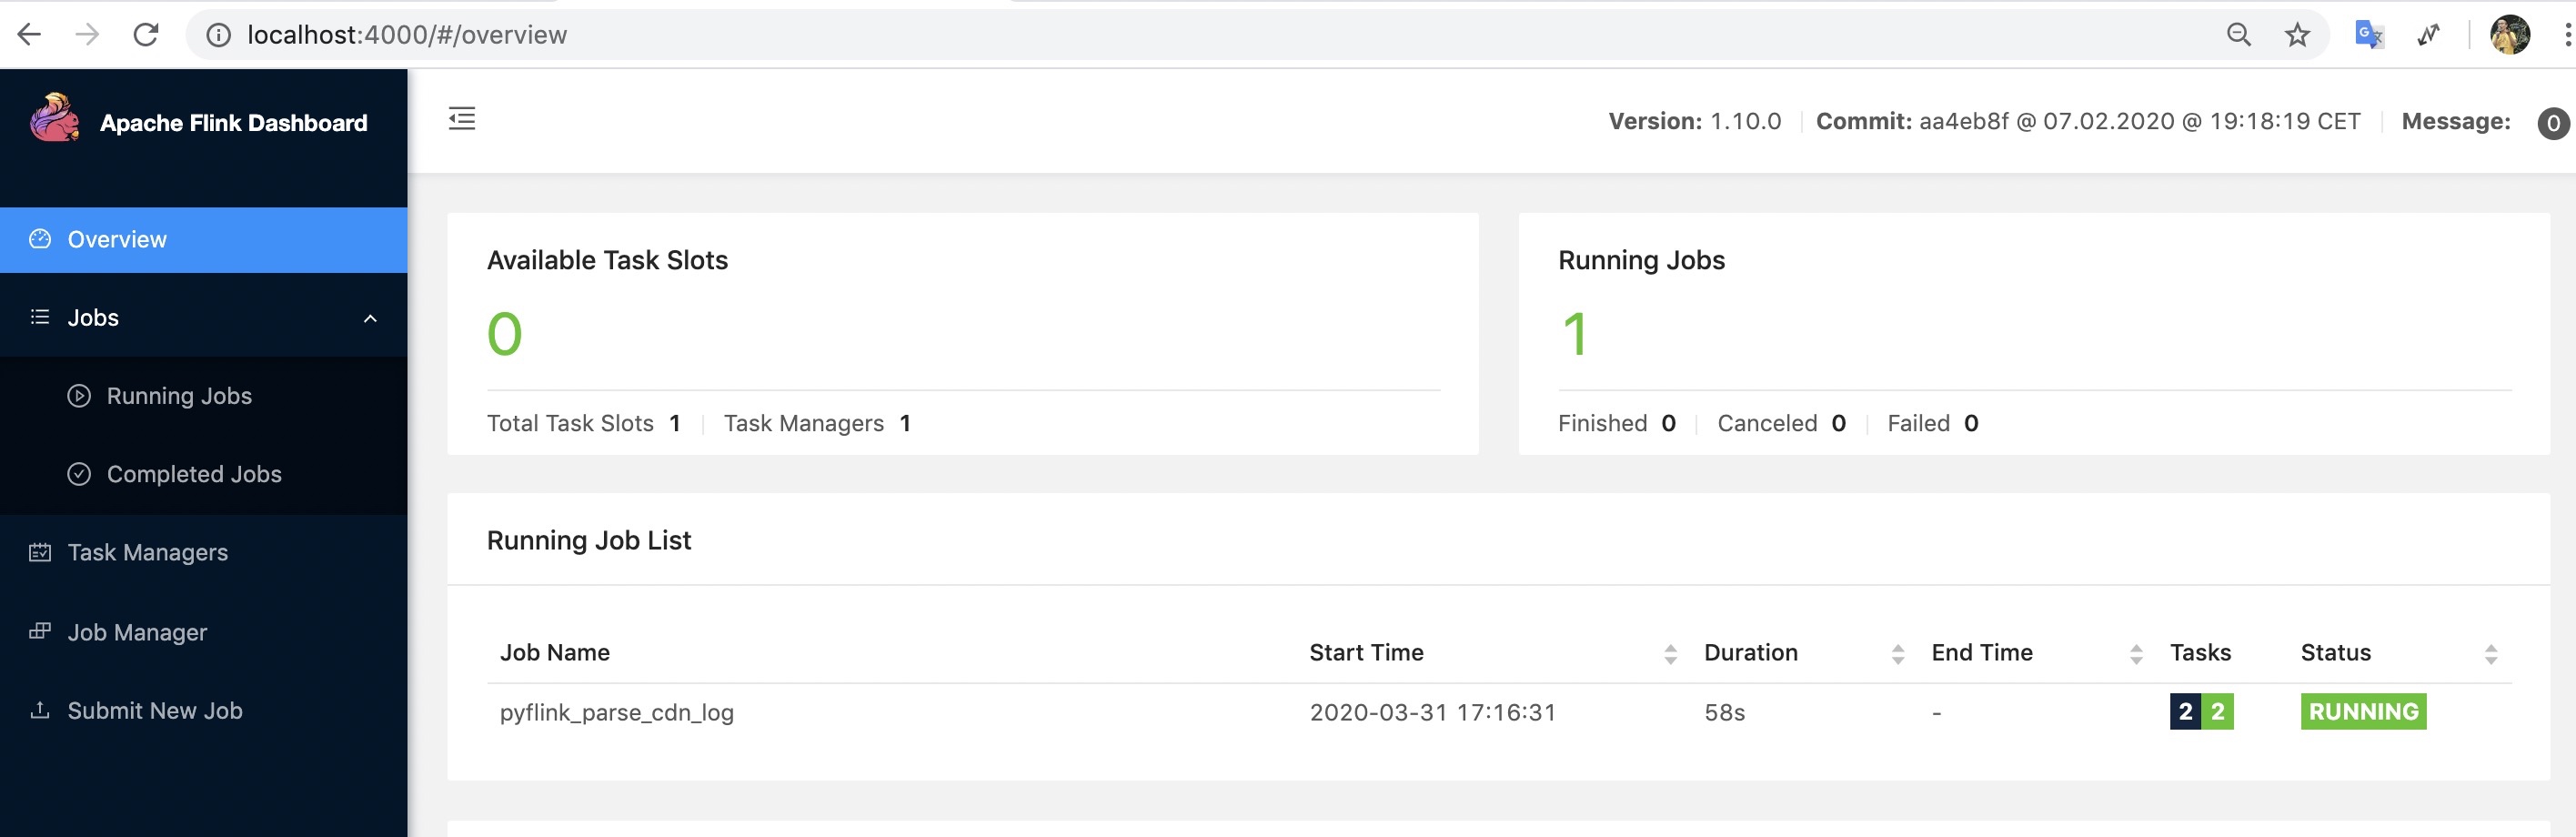 localhost:4000/#/overview
Apache Flink Dashboard
Version: 1.10.0 Commit: aa4eb8f @ 07.02.2020 @ 19:18:19 CET Message: 0
Overview
Jobs
Running Jobs
Completed Jobs
Task Managers
Job Manager
Submit New Job
Available Task Slots
0
Total Task Slots 1 Task Managers 1
Running Jobs
1
Finished 0 Canceled 0 Failed 0
Running Job List
Job Name Start Time Duration End Time Tasks Status
pyflink_parse_cdn_log 2020-03-31 17:16:31 58s - 2 2 RUNNING